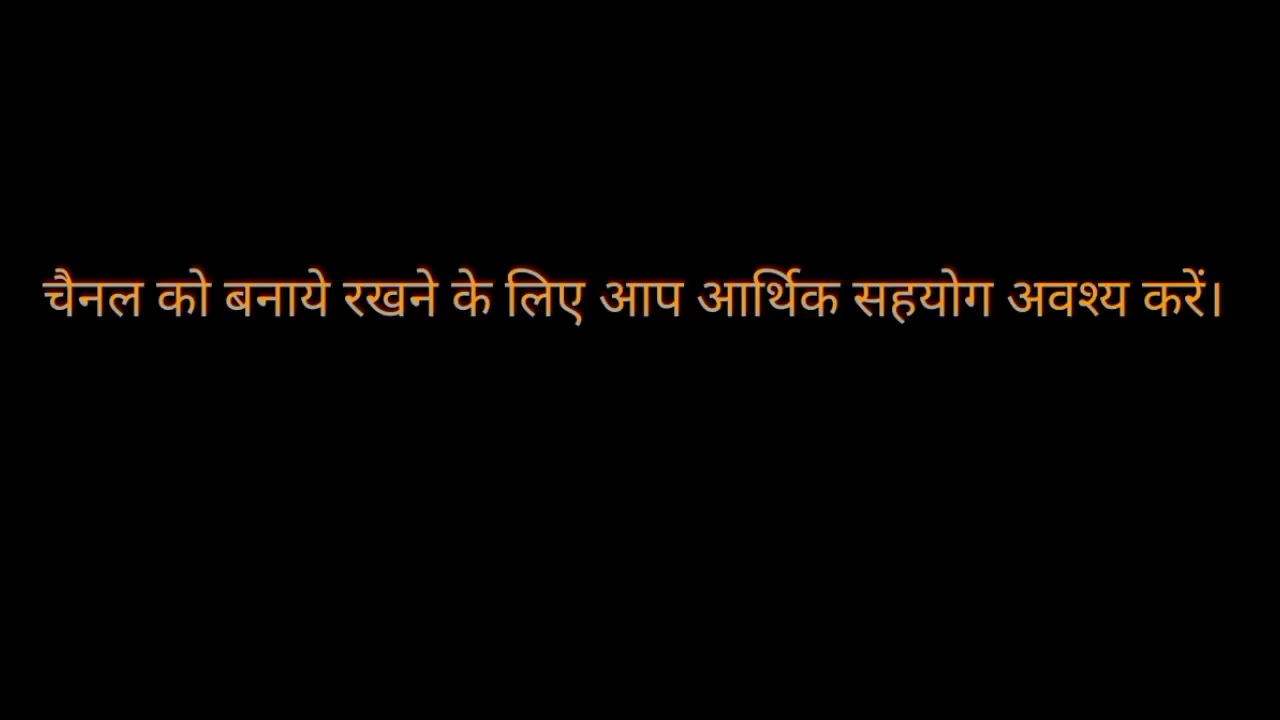 चैनल को बनाये रखने के लिए आप आर्थिक सहयोग अवश्य करें।